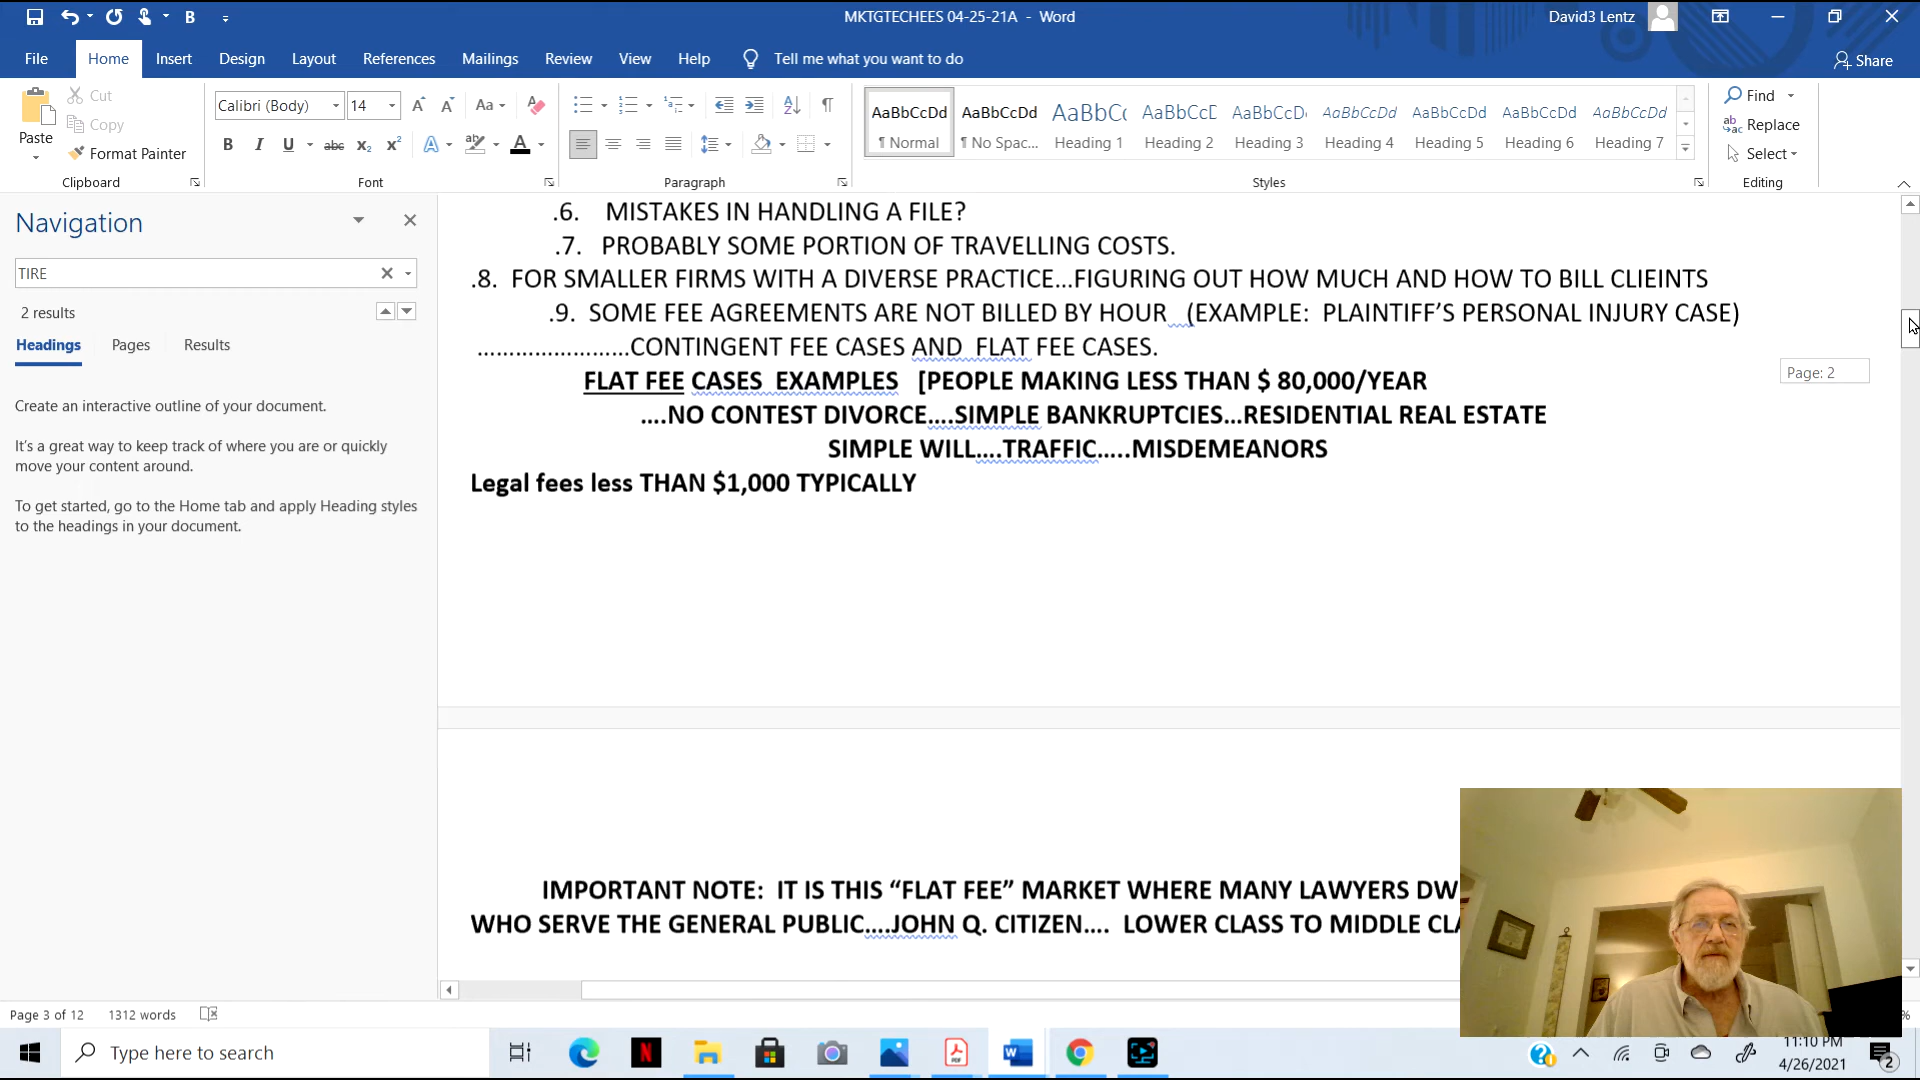 MKTGTECHEES 04-25-21A - Word
David3 Lentz
File Home Insert Design Layout References Mailings Review View Help Tell me what you want to do
Share
Paste
Cut
Copy
Format Painter
Clipboard
Calibri (Body) 14
Font
Paragraph
AaBbCcDd AaBbCcDd AaBbC AaBbCcD AaBbCcD AaBbCcDd AaBbCcDd AaBbCcDd AaBbCcDd
¶ Normal ¶ No Spac... Heading 1 Heading 2 Heading 3 Heading 4 Heading 5 Heading 6 Heading 7
Styles
Find
Replace
Select
Editing
Navigation
TIRE
2 results
Headings Pages Results
Create an interactive outline of your document.
It's a great way to keep track of where you are or quickly
move your content around.
To get started, go to the Home tab and apply Heading styles
to the headings in your document.
.6. MISTAKES IN HANDLING A FILE?
.7. PROBABLY SOME PORTION OF TRAVELLING COSTS.
.8. FOR SMALLER FIRMS WITH A DIVERSE PRACTICE…FIGURING OUT HOW MUCH AND HOW TO BILL CLIEINTS
.9. SOME FEE AGREEMENTS ARE NOT BILLED BY HOUR (EXAMPLE: PLAINTIFF’S PERSONAL INJURY CASE)
……………………CONTINGENT FEE CASES AND FLAT FEE CASES.
FLAT FEE CASES EXAMPLES [PEOPLE MAKING LESS THAN $ 80,000/YEAR
….NO CONTEST DIVORCE….SIMPLE BANKRUPTCIES…RESIDENTIAL REAL ESTATE
SIMPLE WILL….TRAFFIC…..MISDEMEANORS
Legal fees less THAN $1,000 TYPICALLY
Page: 2
IMPORTANT NOTE: IT IS THIS “FLAT FEE” MARKET WHERE MANY LAWYERS DW
WHO SERVE THE GENERAL PUBLIC….JOHN Q. CITIZEN…. LOWER CLASS TO MIDDLE CLA
Page 3 of 12 1312 words
%
Type here to search
11:10 PM
4/26/2021
2